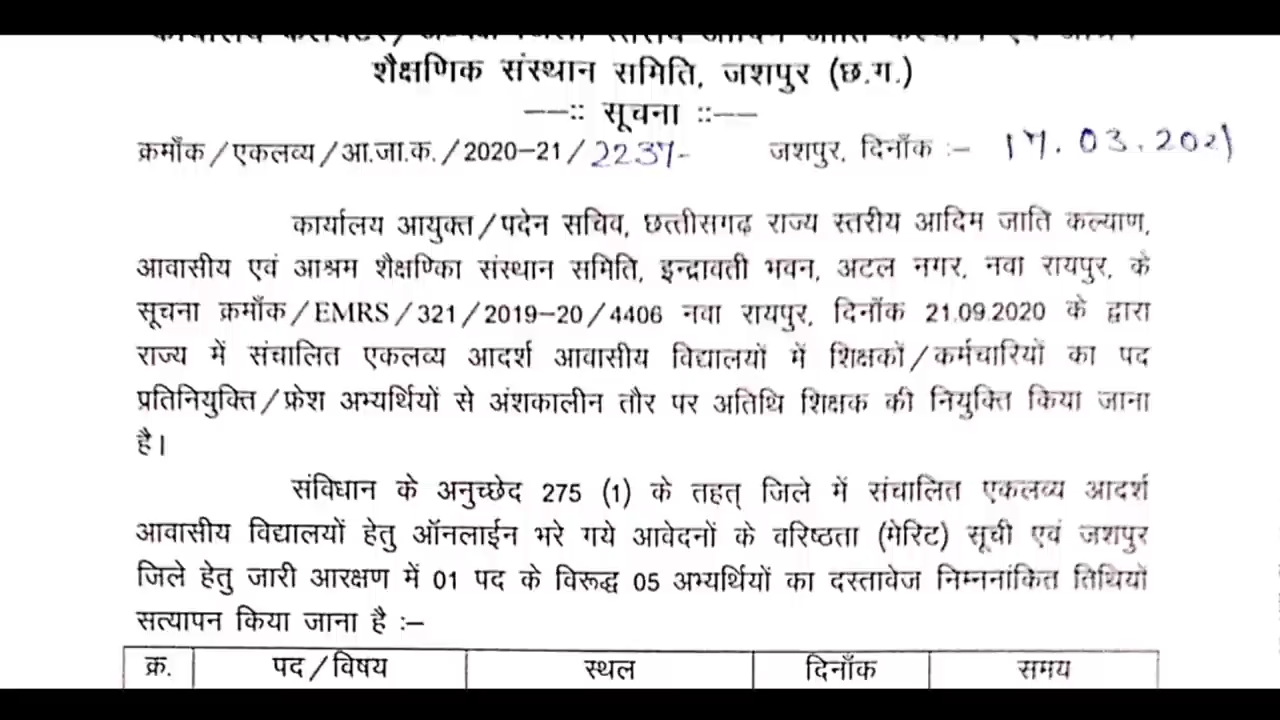 शैक्षणिक संस्थान समिति, जशपुर (छ.ग.)
––:: सूचना ::––
क्रमाँक/एकलव्य/आ.जा.क./2020–21/2237- जशपुर, दिनाँक :– 17.03.2021
कार्यालय आयुक्त/पदेन सचिव, छत्तीसगढ़ राज्य स्तरीय आदिम जाति कल्याण,
आवासीय एवं आश्रम शैक्षण्किा संस्थान समिति, इन्द्रावती भवन, अटल नगर, नवा रायपुर, के
सूचना क्रमाँक/EMRS/321/2019–20/4406 नवा रायपुर, दिनाँक 21.09.2020 के द्वारा
राज्य में संचालित एकलव्य आदर्श आवासीय विद्यालयों में शिक्षकों/कर्मचारियों का पद
प्रतिनियुक्ति/फ्रेश अभ्यर्थियों से अंशकालीन तौर पर अतिथि शिक्षक की नियुक्ति किया जाना
है।
संविधान के अनुच्छेद 275 (1) के तहत् जिले में संचालित एकलव्य आदर्श
आवासीय विद्यालयों हेतु ऑनलाईन भरे गये आवेदनों के वरिष्ठता (मेरिट) सूची एवं जशपुर
जिले हेतु जारी आरक्षण में 01 पद के विरूद्ध 05 अभ्यर्थियों का दस्तावेज निम्ननांकित तिथियों
सत्यापन किया जाना है :–
क्र. पद/विषय स्थल दिनाँक समय